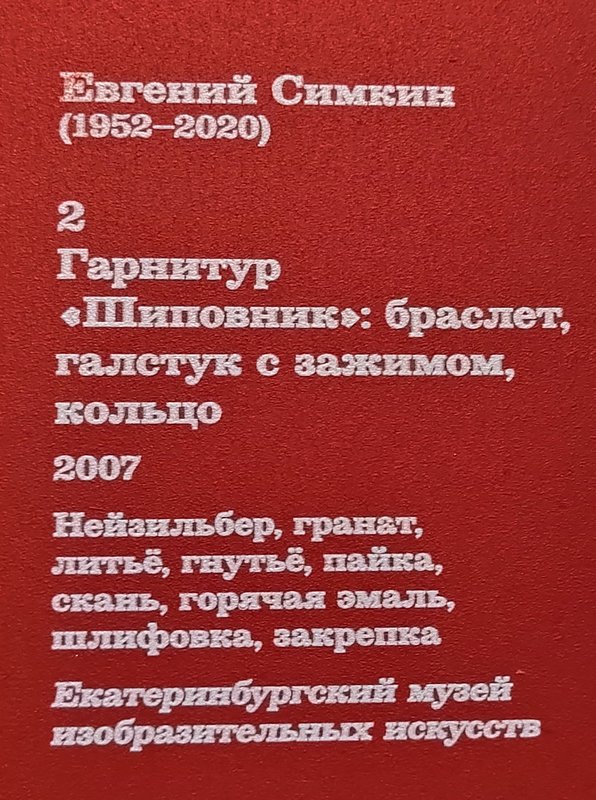 Евгений Симкин
(1952–2020)
2
Гарнитур
«Шиповник»: браслет,
галстук с зажимом,
кольцо
2007
Нейзильбер, гранат,
литьё, гнутьё, пайка,
скань, горячая эмаль,
шлифовка, закрепка
Екатеринбургский музей
изобразительных искусств